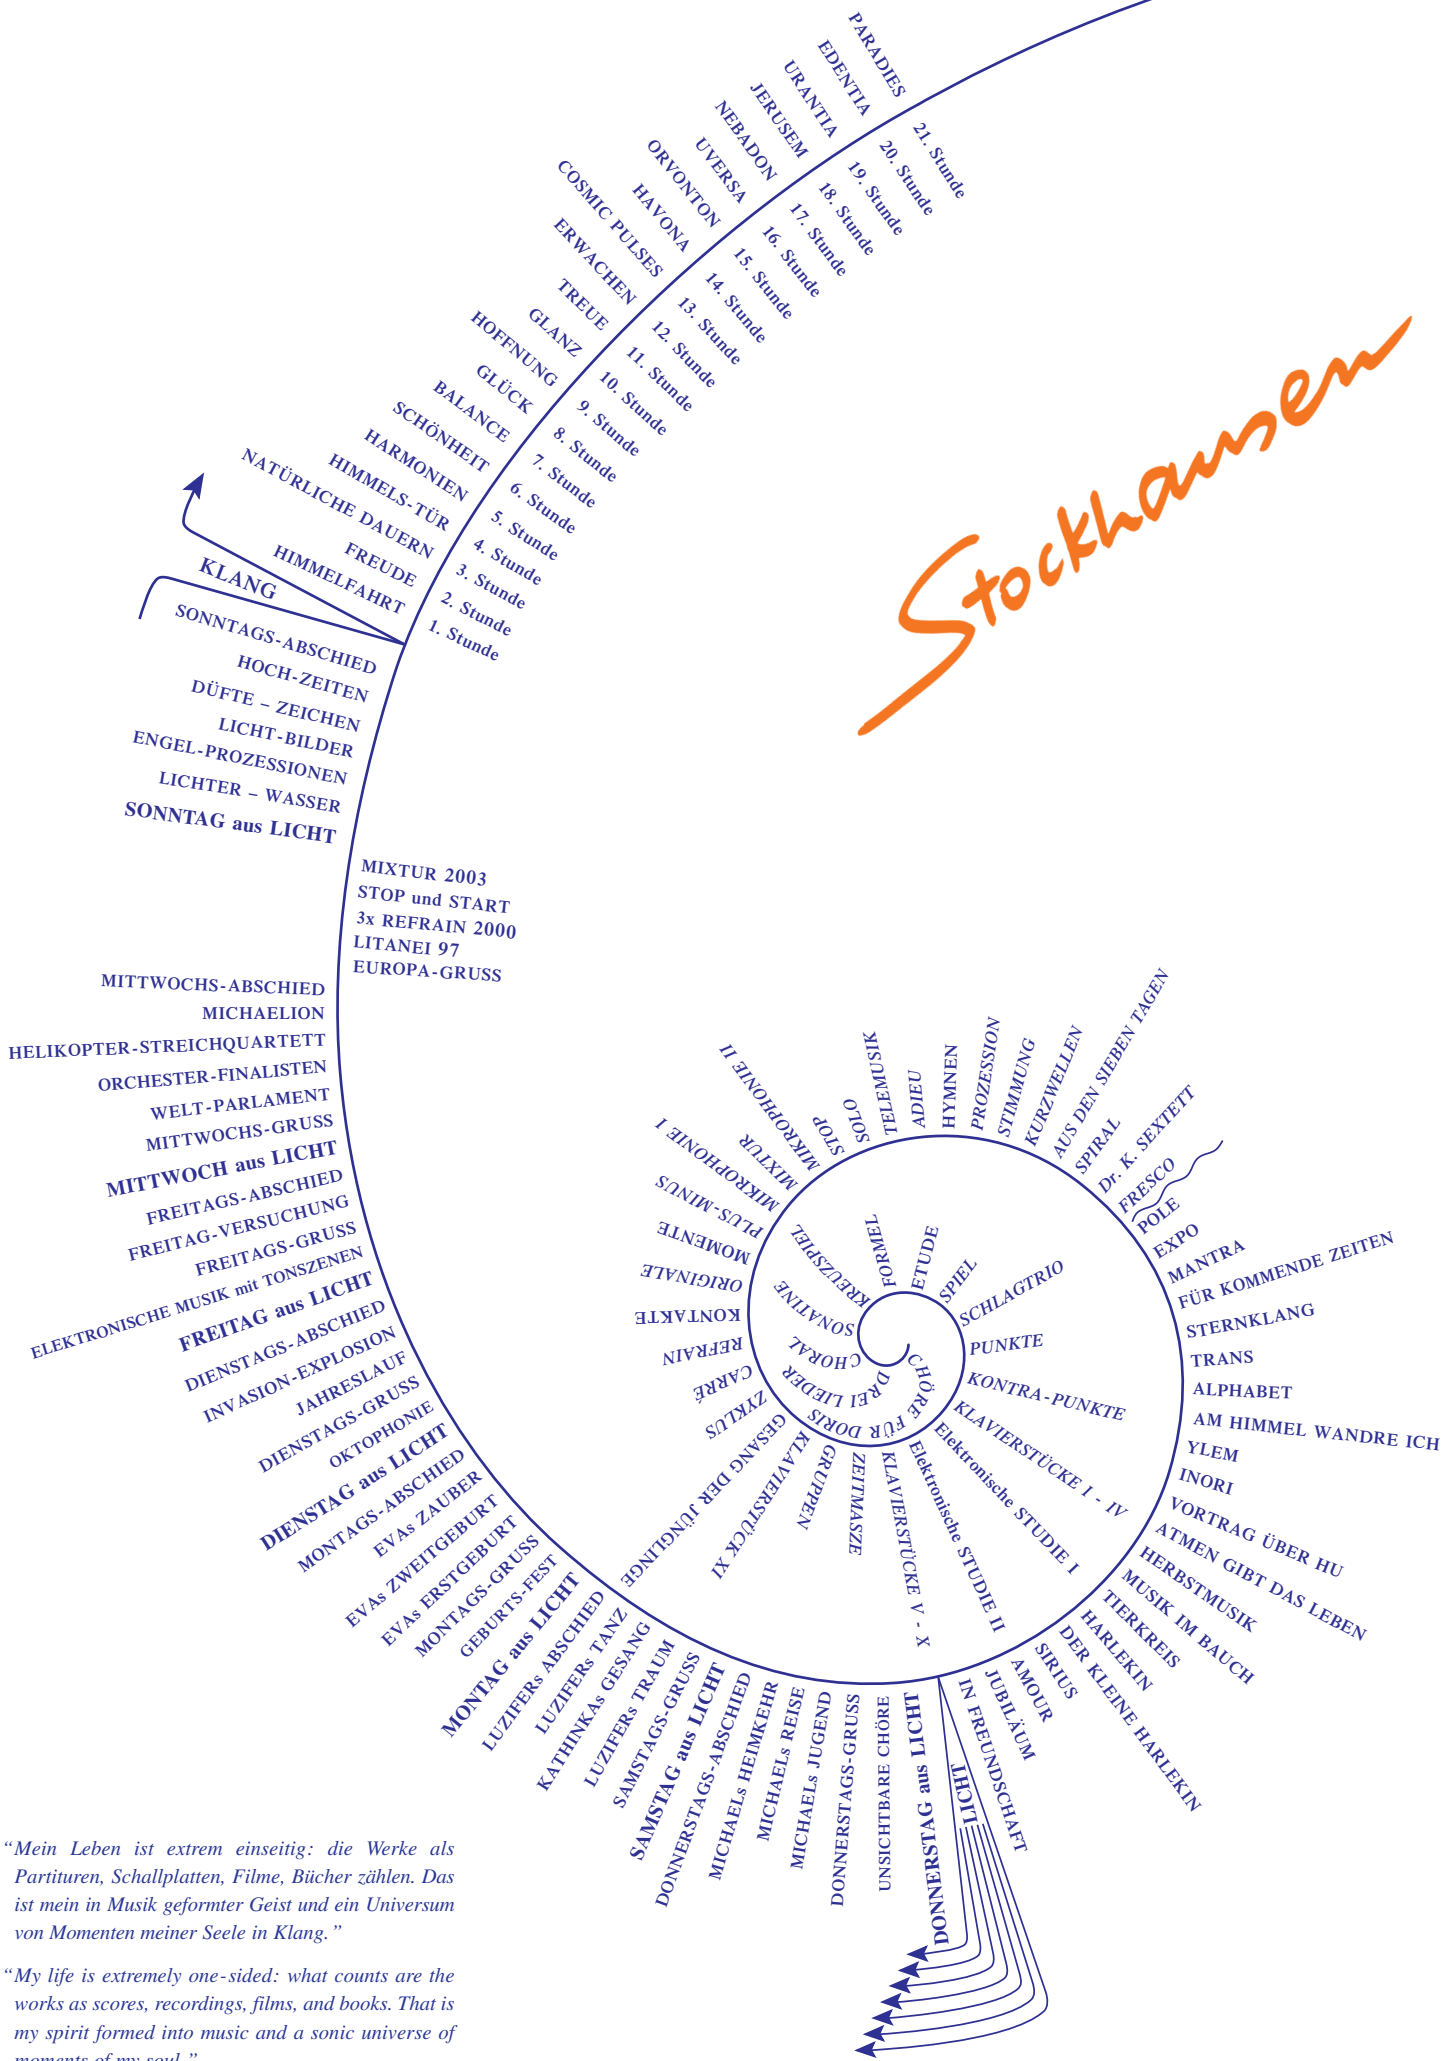 CHÖRE FÜR DORIS
DREI LIEDER
CHORAL
SONATINE
KREUZSPIEL
FORMEL
ETUDE
SPIEL
SCHLAGTRIO
PUNKTE
KONTRA-PUNKTE
KLAVIERSTÜCKE I - IV
Elektronische STUDIE I
Elektronische STUDIE II
KLAVIERSTÜCKE V - X
ZEITMASZE
GRUPPEN
KLAVIERSTÜCK XI
GESANG DER JÜNGLINGE
ZYKLUS
CARRÉ
REFRAIN
KONTAKTE
ORIGINALE
MOMENTE
PLUS-MINUS
MIKROPHONIE I
MIXTUR
MIKROPHONIE II
STOP
SOLO
TELEMUSIK
ADIEU
HYMNEN
PROZESSION
STIMMUNG
KURZWELLEN
AUS DEN SIEBEN TAGEN
SPIRAL
Dr. K. SEXTETT
FRESCO
POLE
EXPO
MANTRA
FÜR KOMMENDE ZEITEN
STERNKLANG
TRANS
ALPHABET
AM HIMMEL WANDRE ICH
YLEM
INORI
VORTRAG ÜBER HU
ATMEN GIBT DAS LEBEN
HERBSTMUSIK
MUSIK IM BAUCH
TIERKREIS
HARLEKIN
DER KLEINE HARLEKIN
SIRIUS
AMOUR
JUBILÄUM
IN FREUNDSCHAFT
LICHT
DONNERSTAG aus LICHT
UNSICHTBARE CHÖRE
DONNERSTAGS-GRUSS
MICHAELs JUGEND
MICHAELs REISE
MICHAELs HEIMKEHR
DONNERSTAGS-ABSCHIED
SAMSTAG aus LICHT
SAMSTAGS-GRUSS
LUZIFERs TRAUM
KATHINKAs GESANG
LUZIFERs TANZ
LUZIFERs ABSCHIED
MONTAG aus LICHT
GEBURTS-FEST
MONTAGS-GRUSS
EVAs ERSTGEBURT
EVAs ZWEITGEBURT
EVAs ZAUBER
MONTAGS-ABSCHIED
DIENSTAG aus LICHT
OKTOPHONIE
DIENSTAGS-GRUSS
JAHRESLAUF
INVASION-EXPLOSION
DIENSTAGS-ABSCHIED
FREITAG aus LICHT
ELEKTRONISCHE MUSIK mit TONSZENEN
FREITAGS-GRUSS
FREITAG-VERSUCHUNG
FREITAGS-ABSCHIED
MITTWOCH aus LICHT
MITTWOCHS-GRUSS
WELT-PARLAMENT
ORCHESTER-FINALISTEN
HELIKOPTER-STREICHQUARTETT
MICHAELION
MITTWOCHS-ABSCHIED
EUROPA-GRUSS
LITANEI 97
3x REFRAIN 2000
STOP und START
MIXTUR 2003
SONNTAG aus LICHT
LICHTER – WASSER
ENGEL-PROZESSIONEN
LICHT-BILDER
DÜFTE – ZEICHEN
HOCH-ZEITEN
SONNTAGS-ABSCHIED
KLANG
HIMMELFAHRT
1. Stunde
FREUDE
2. Stunde
NATÜRLICHE DAUERN
3. Stunde
HIMMELS-TÜR
4. Stunde
HARMONIEN
5. Stunde
SCHÖNHEIT
6. Stunde
BALANCE
7. Stunde
GLÜCK
8. Stunde
HOFFNUNG
9. Stunde
GLANZ
10. Stunde
TREUE
11. Stunde
ERWACHEN
12. Stunde
COSMIC PULSES
13. Stunde
HAVONA
14. Stunde
ORVONTON
15. Stunde
UVERSA
16. Stunde
NEBADON
17. Stunde
JERUSEM
18. Stunde
URANTIA
19. Stunde
EDENTIA
20. Stunde
PARADIES
21. Stunde
Stockhausen
“Mein Leben ist extrem einseitig: die Werke als
Partituren, Schallplatten, Filme, Bücher zählen. Das
ist mein in Musik geformter Geist und ein Universum
von Momenten meiner Seele in Klang.”
“My life is extremely one-sided: what counts are the
works as scores, recordings, films, and books. That is
my spirit formed into music and a sonic universe of
moments of my soul.”